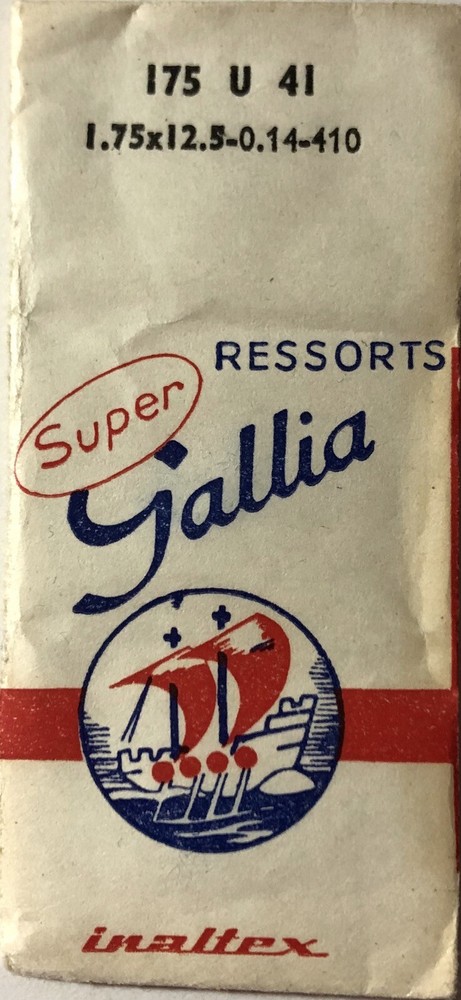 175 U 41
1.75x12.5-0.14-410
RESSORTS
Super
Gallia
inaltex